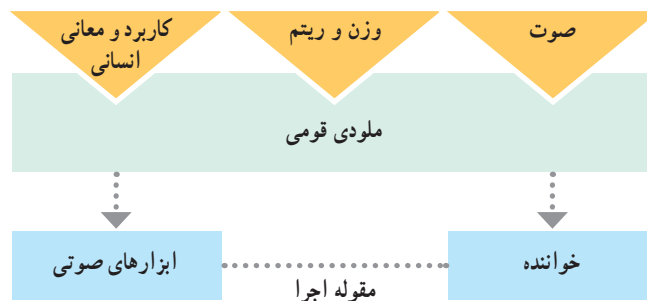 صوت
وزن و ریتم
کاربرد و معانی
انسانی
ملودی قومی
خواننده
ابزارهای صوتی
مقوله اجرا